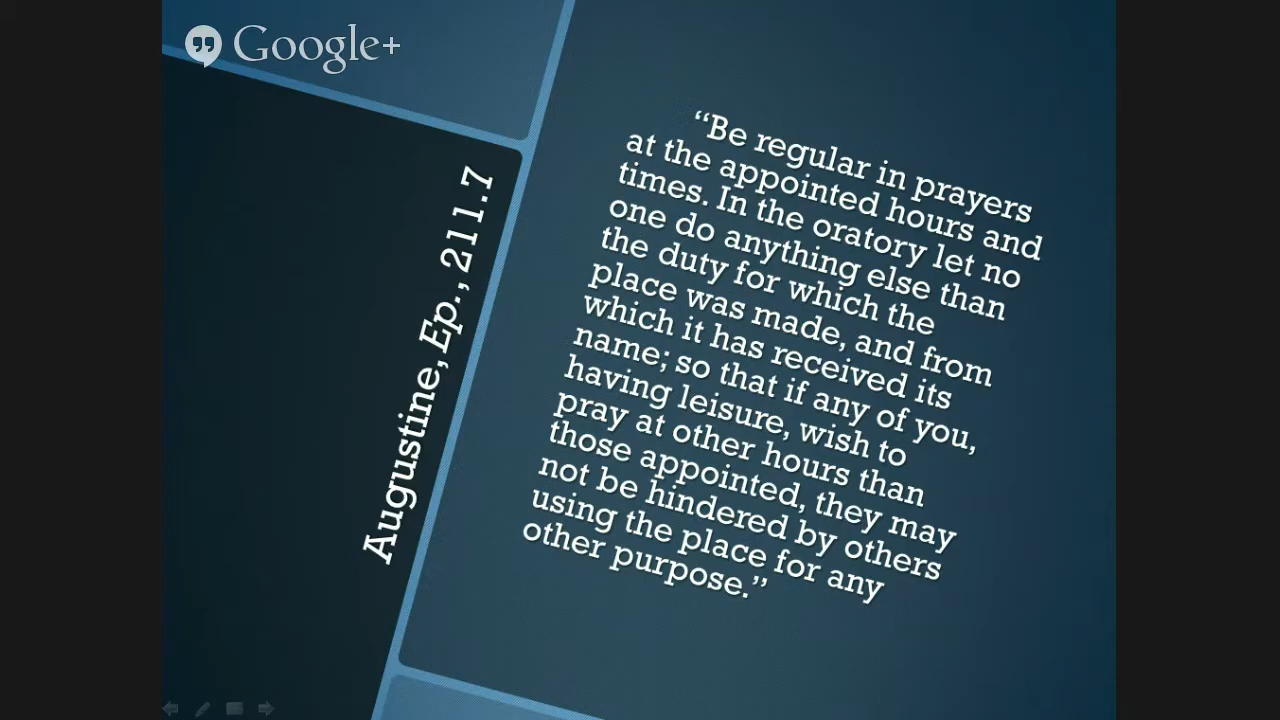 Google+
Augustine, Ep., 211.7
“Be regular in prayers
at the appointed hours and
times. In the oratory let no
one do anything else than
the duty for which the
place was made, and from
which it has received its
name; so that if any of you,
having leisure, wish to
pray at other hours than
those appointed, they may
not be hindered by others
using the place for any
other purpose.”